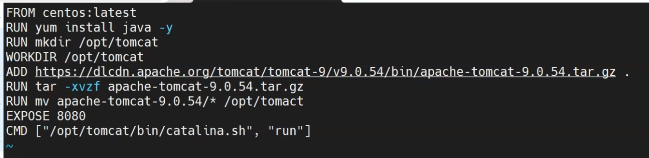 FROM centos:latest
RUN yum install java -y
RUN mkdir /opt/tomcat
WORKDIR /opt/tomcat
ADD https://dlcdn.apache.org/tomcat/tomcat-9/v9.0.54/bin/apache-tomcat-9.0.54.tar.gz .
RUN tar -xvzf apache-tomcat-9.0.54.tar.gz
RUN mv apache-tomcat-9.0.54/* /opt/tomact
EXPOSE 8080
CMD ["/opt/tomcat/bin/catalina.sh", "run"]
~